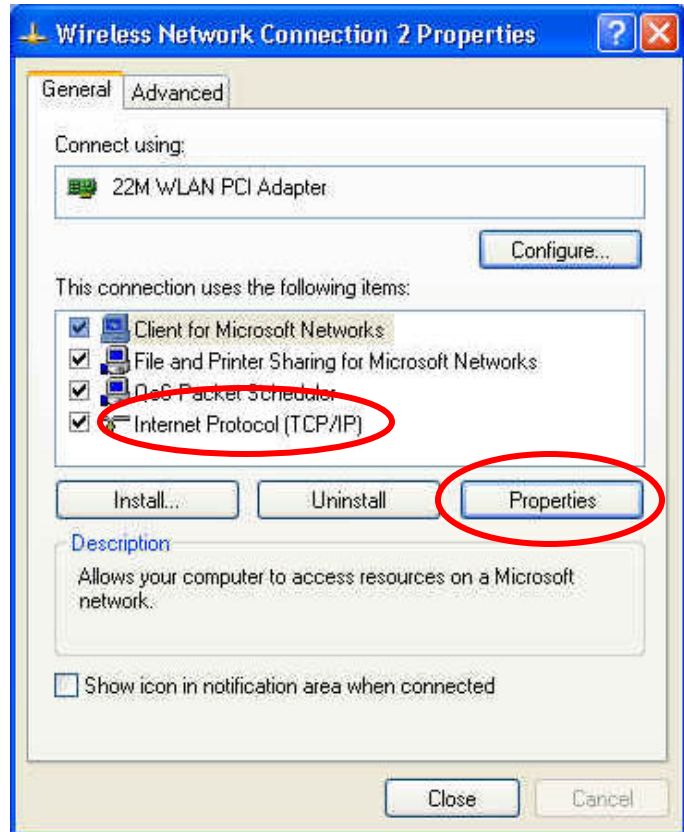 Wireless Network Connection 2 Properties
General Advanced
Connect using:
22M WLAN PCI Adapter
Configure...
This connection uses the following items:
Client for Microsoft Networks
File and Printer Sharing for Microsoft Networks
QoS Packet Scheduler
Internet Protocol (TCP/IP)
Install... Uninstall Properties
Description
Allows your computer to access resources on a Microsoft
network.
Show icon in notification area when connected
Close Cancel